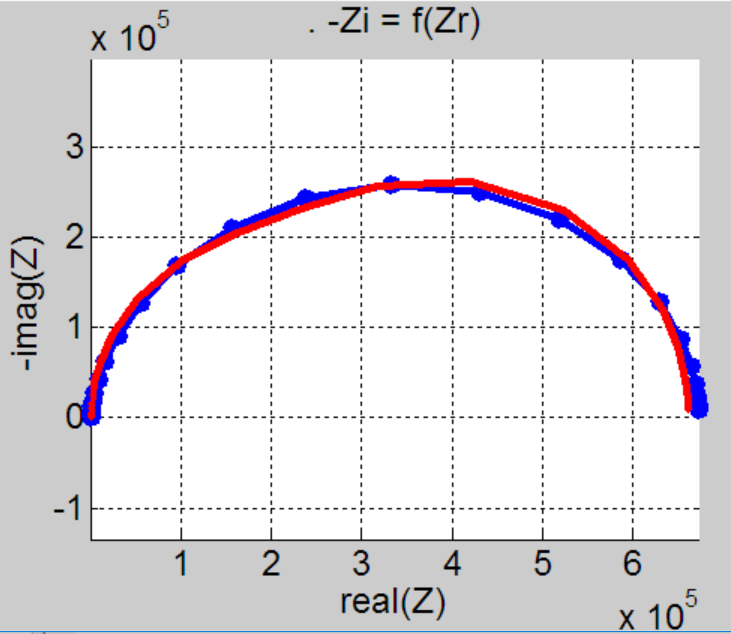 . -Zi = f(Zr)
x 10^5
3
2
1
0
-1
-imag(Z)
1 2 3 4 5 6
real(Z)
x 10^5